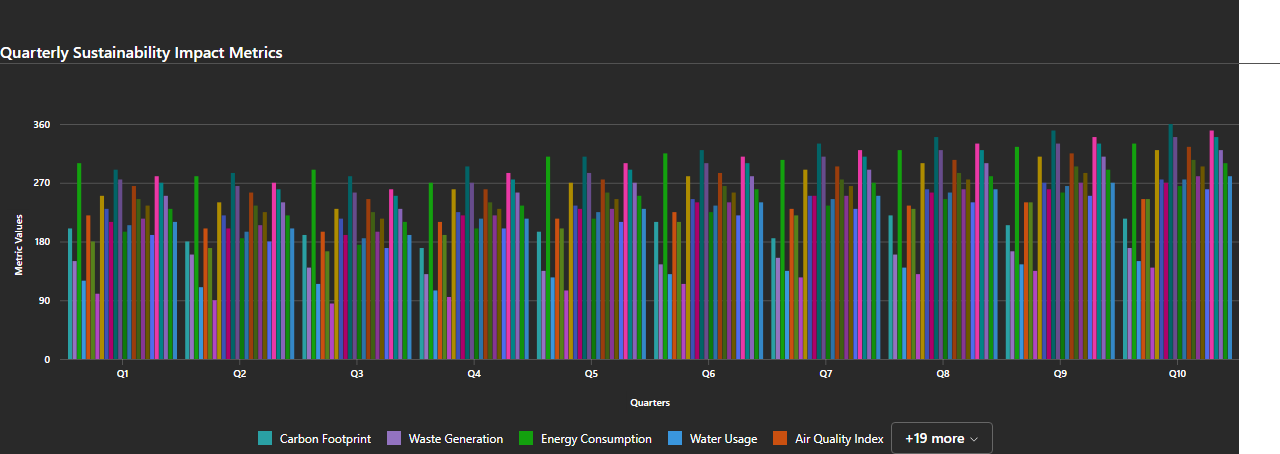 Quarterly Sustainability Impact Metrics
360
270
180
90
0
Metric Values
Q1 Q2 Q3 Q4 Q5 Q6 Q7 Q8 Q9 Q10
Quarters
Carbon Footprint Waste Generation Energy Consumption Water Usage Air Quality Index +19 more